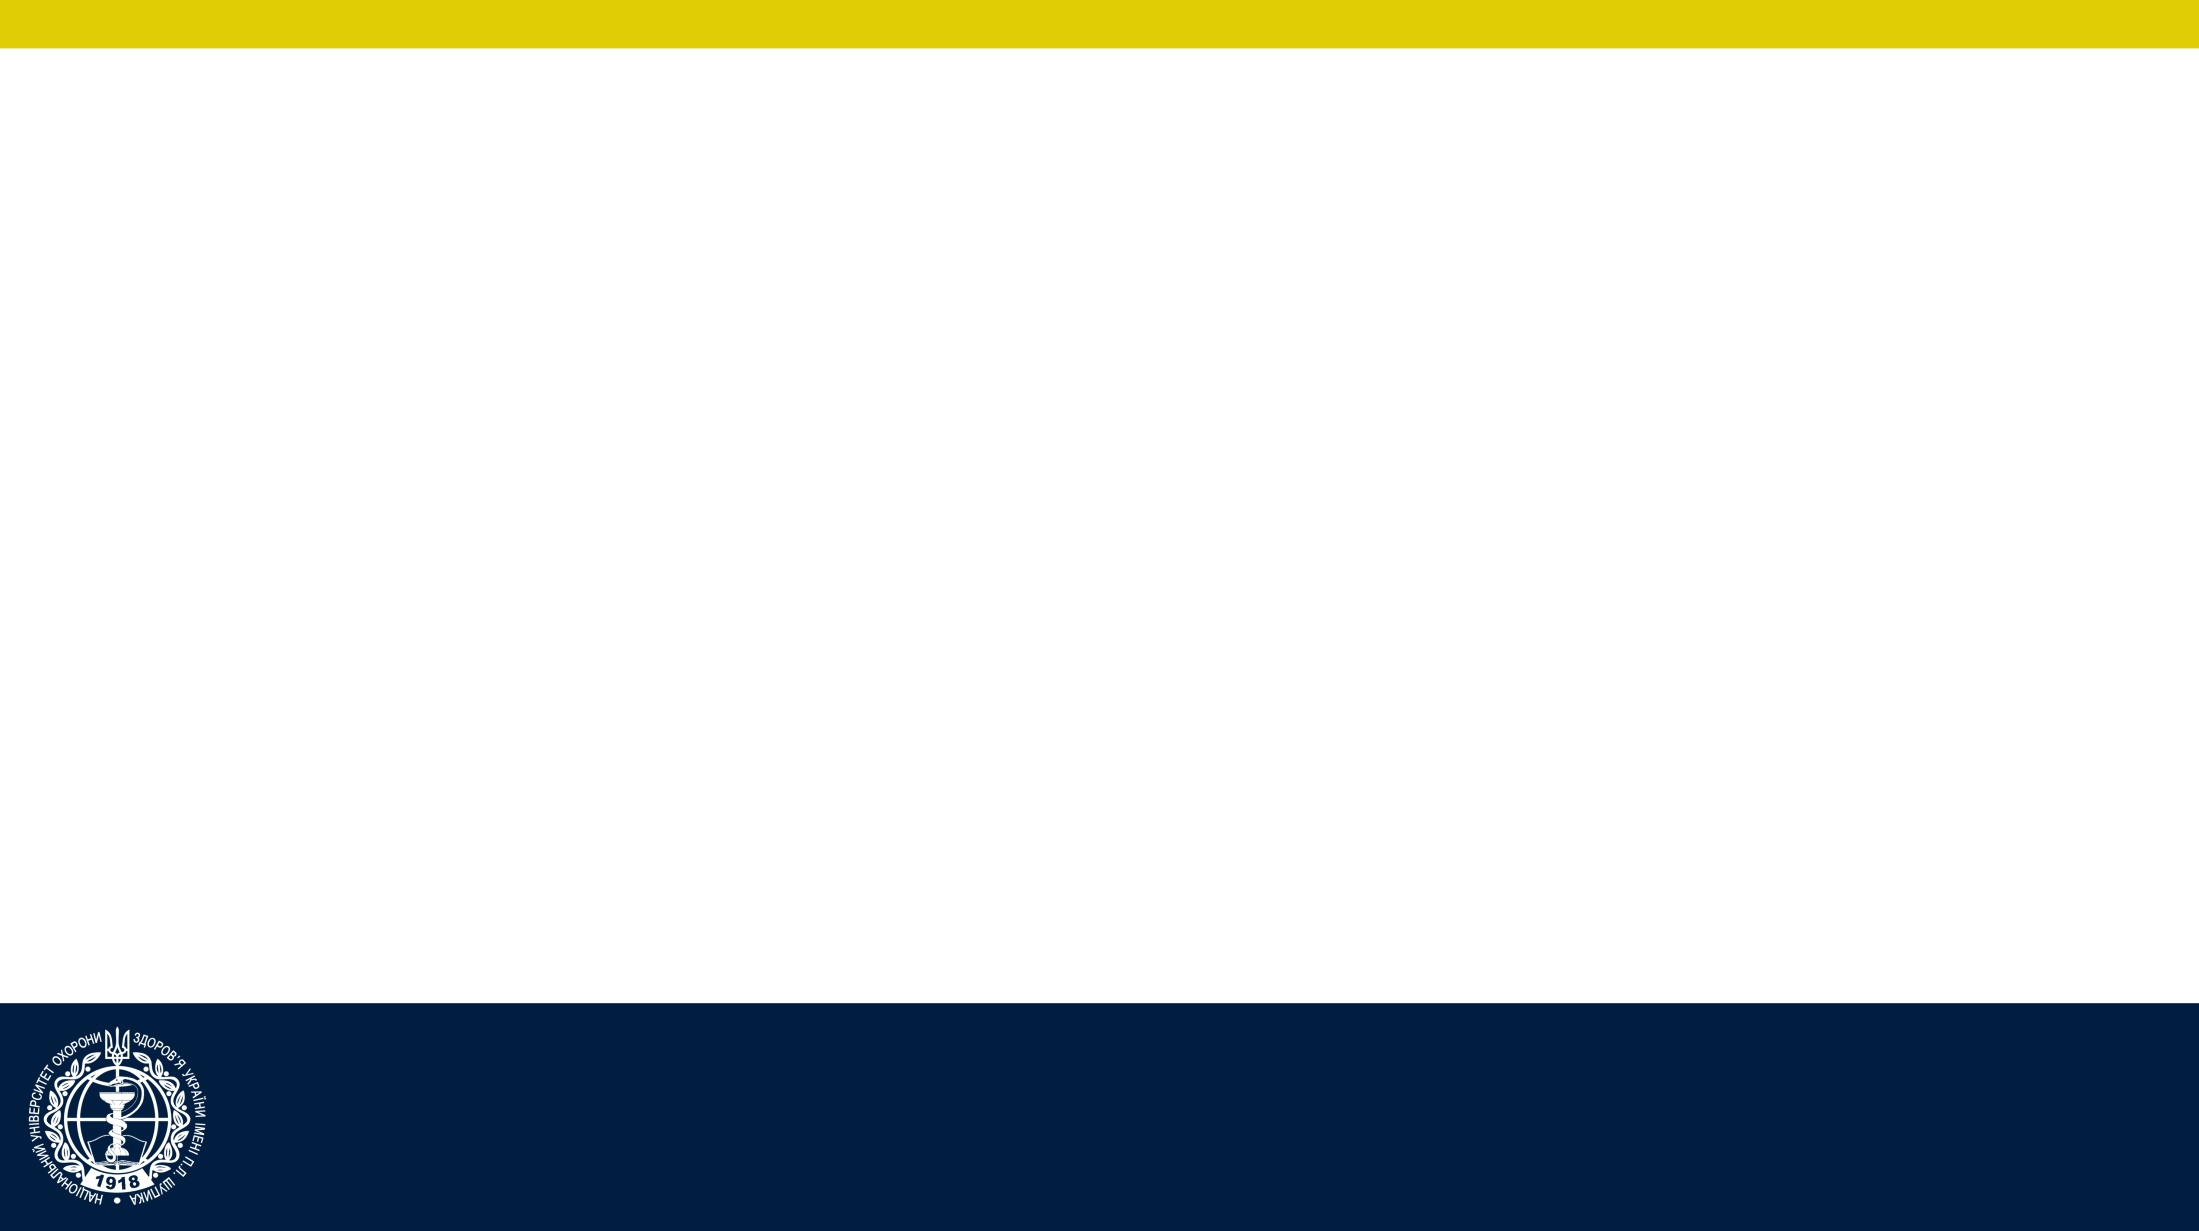 НАЦІОНАЛЬНИЙ УНІВЕРСИТЕТ ОХОРОНИ ЗДОРОВ'Я УКРАЇНИ ІМЕНІ П.Л. ШУПИКА
1918